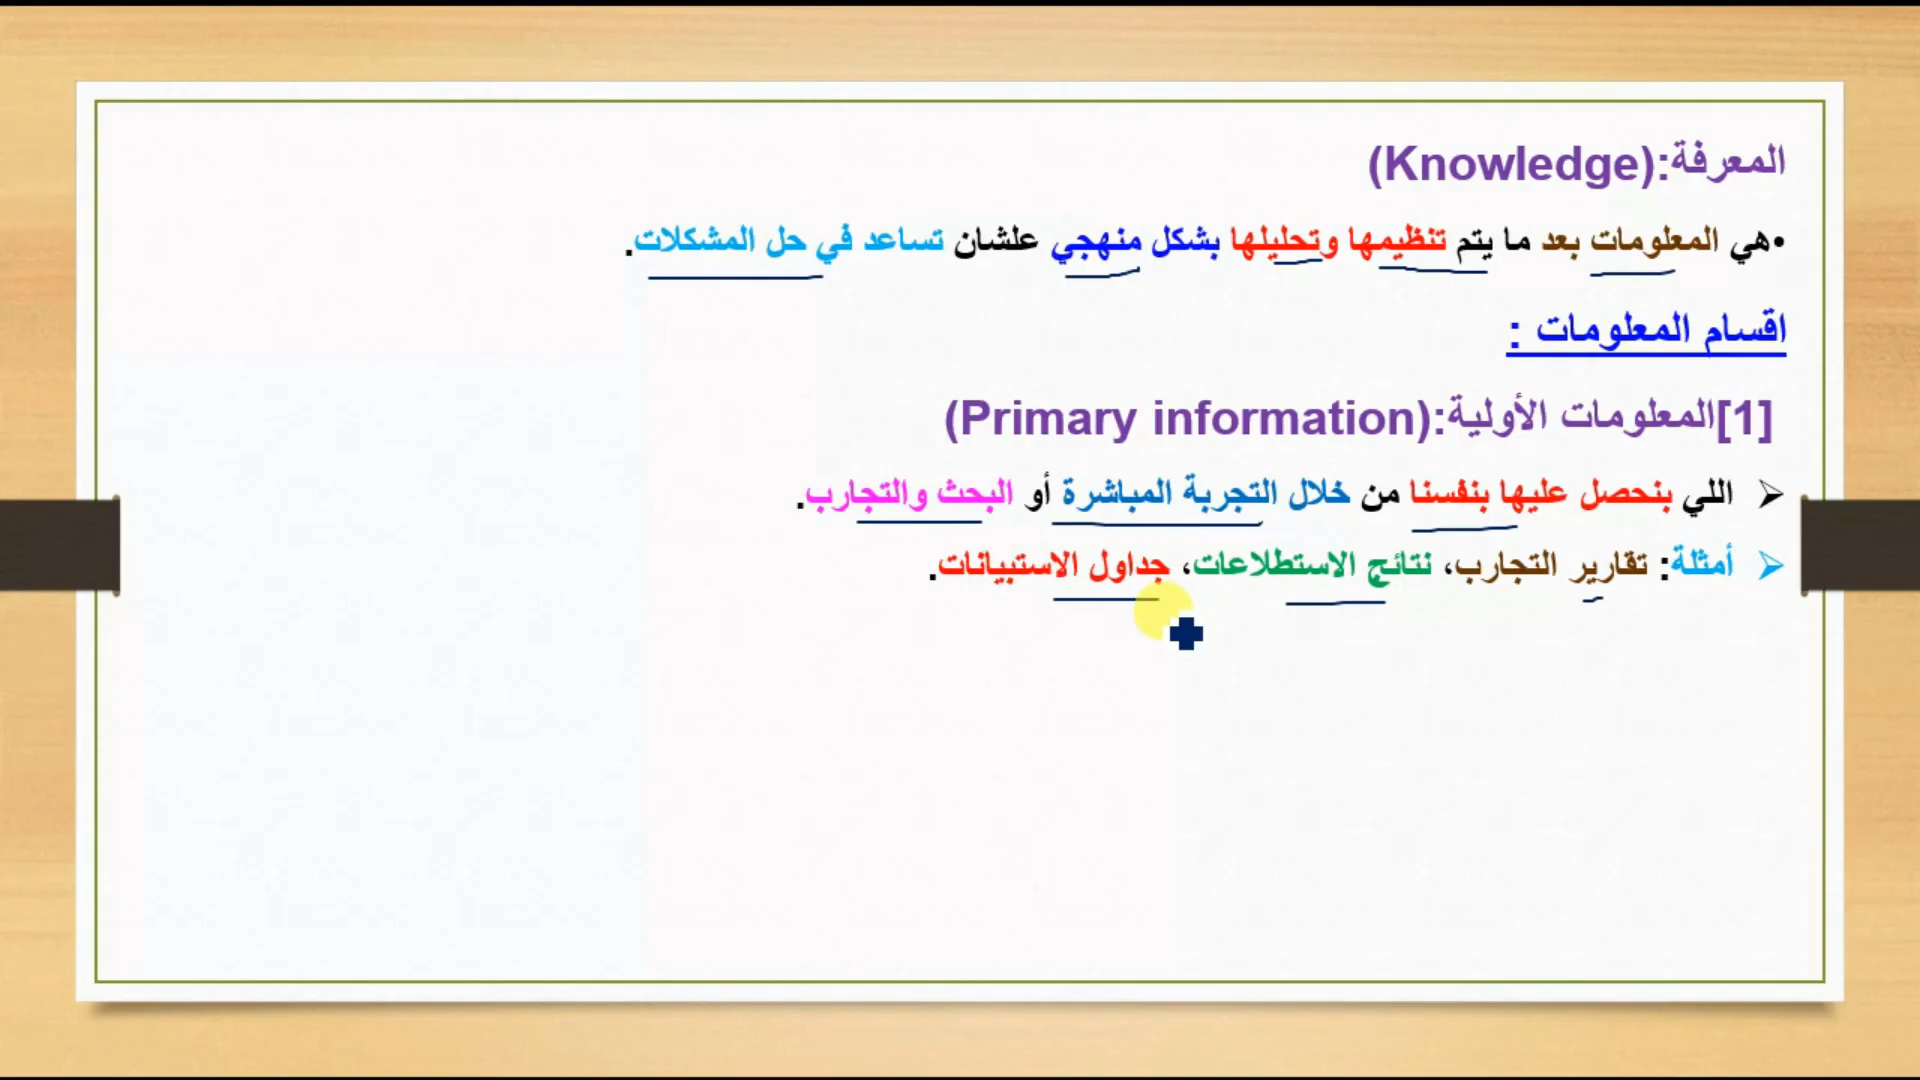 المعرفة:(Knowledge)
•هي المعلومات بعد ما يتم تنظيمها وتحليلها بشكل منهجي علشان تساعد في حل المشكلات.
اقسام المعلومات :
[1]المعلومات الأولية:(Primary information)
➢ اللي بنحصل عليها بنفسنا من خلال التجربة المباشرة أو البحث والتجارب.
➢ أمثلة: تقارير التجارب، نتائج الاستطلاعات، جداول الاستبيانات.